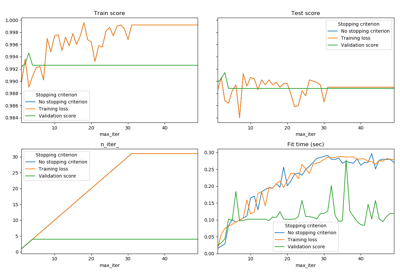 Train score
1.000
0.998
0.996
0.994
0.992
0.990
0.988
0.986
0.984
Stopping criterion
No stopping criterion
Training loss
Validation score
10 20 30 40
max_iter
Test score
Stopping criterion
No stopping criterion
Training loss
Validation score
10 20 30 40
max_iter
n_iter_
30
25
20
15
10
5
0
Stopping criterion
No stopping criterion
Training loss
Validation score
10 20 30 40
max_iter
Fit time (sec)
0.30
0.25
0.20
0.15
0.10
0.05
0.00
Stopping criterion
No stopping criterion
Training loss
Validation score
10 20 30 40
max_iter